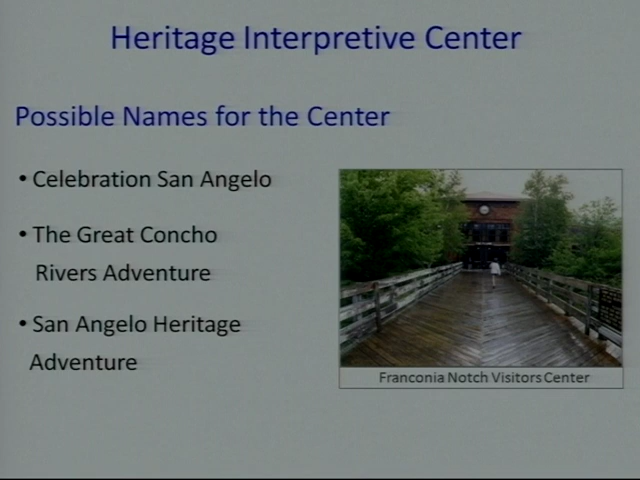 Heritage Interpretive Center
Possible Names for the Center
• Celebration San Angelo
• The Great Concho
Rivers Adventure
• San Angelo Heritage
Adventure
Franconia Notch Visitors Center